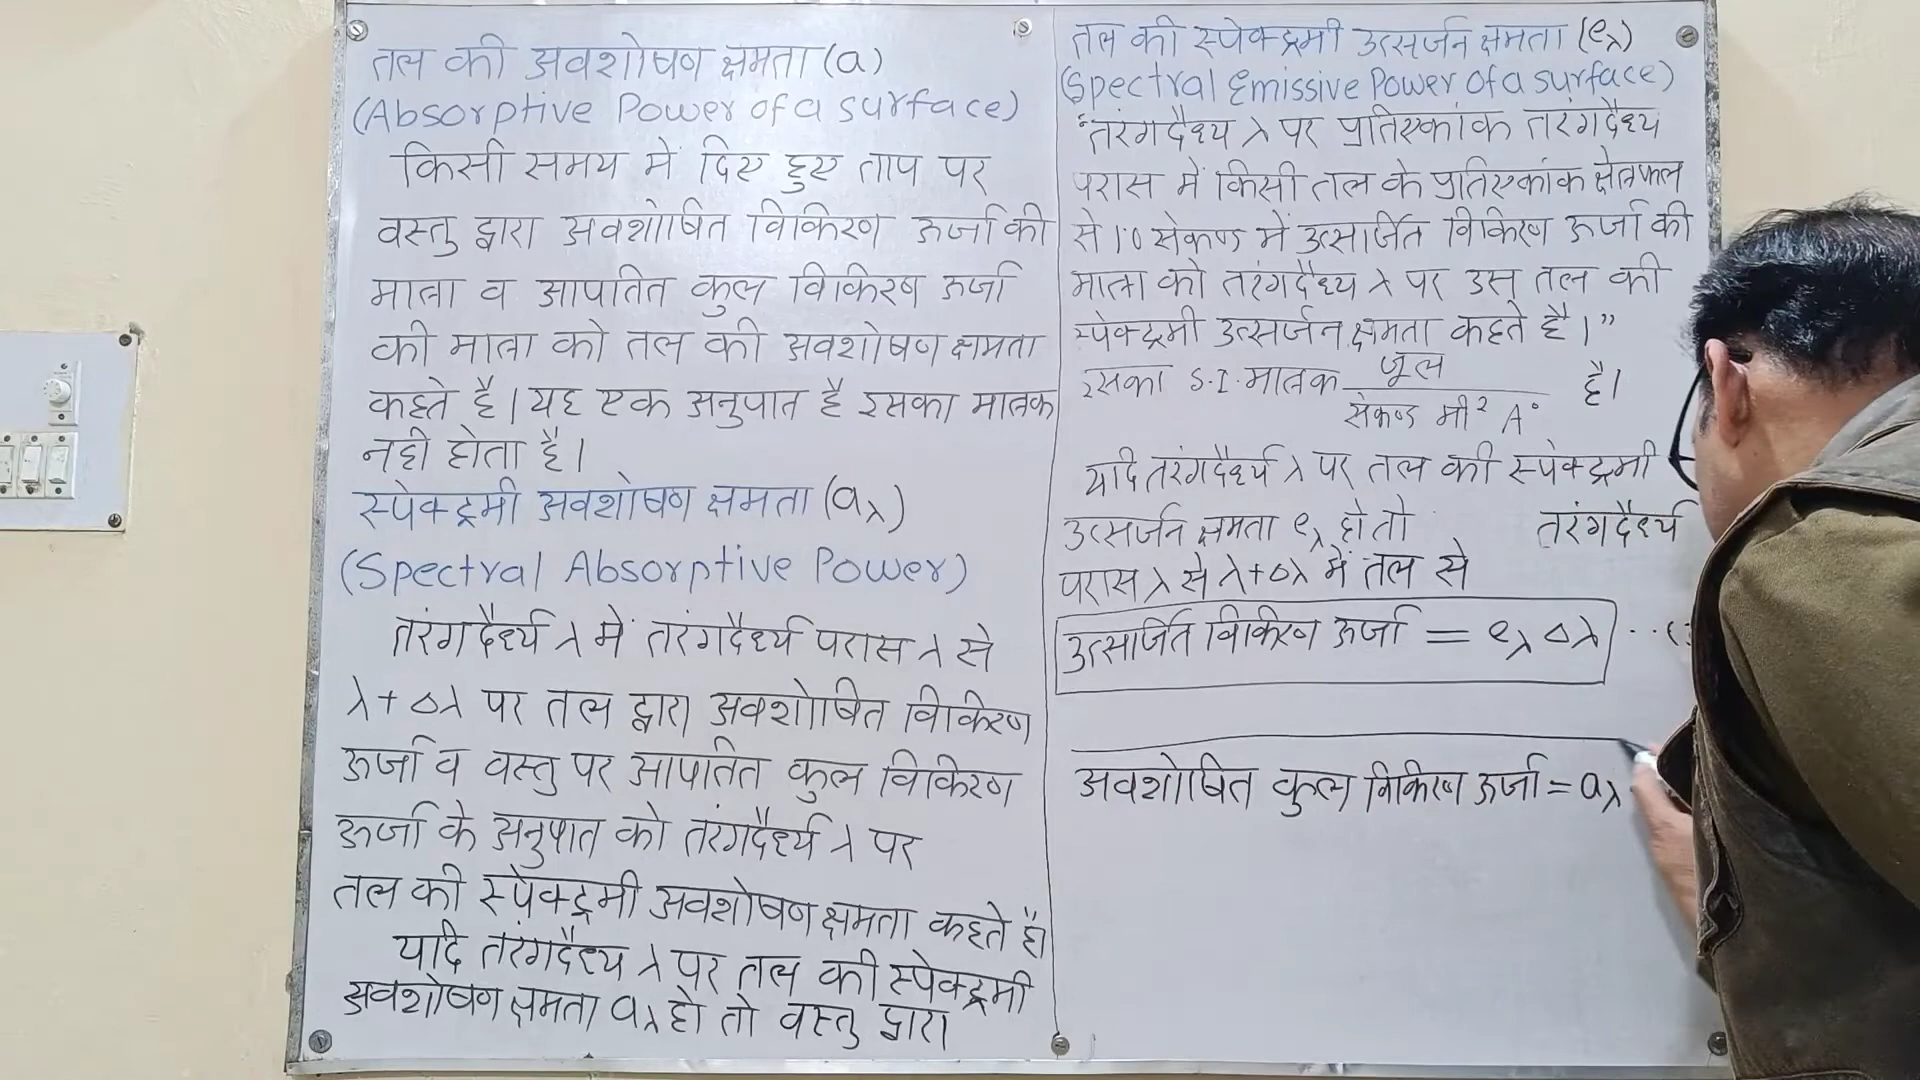 तल की अवशोषण क्षमता (a)
(Absorptive Power of a surface)
किसी समय में दिए हुए ताप पर
वस्तु द्वारा अवशोषित विकिरण ऊर्जा की
मात्रा व आपतित कुल विकिरण ऊर्जा
की मात्रा को तल की अवशोषण क्षमता
कहते है। यह एक अनुपात है इसका मात्रक
नही होता है।
स्पेक्ट्रमी अवशोषण क्षमता (aλ)
(Spectral Absorptive Power)
तरंगदैर्ध्य λ में तरंगदैर्ध्य परास λ से
λ+Δλ पर तल द्वारा अवशोषित विकिरण
ऊर्जा व वस्तु पर आपतित कुल विकिरण
ऊर्जा के अनुपात को तरंगदैर्ध्य λ पर
तल की स्पेक्ट्रमी अवशोषण क्षमता कहते है।
यदि तरंगदैध्य λ पर तल की स्पेक्ट्रमी
अवशोषण क्षमता aλ हो तो वस्तु द्वारा
तल की स्पेक्ट्रमी उत्सर्जन क्षमता (eλ)
(Spectral Emissive Power of a surface)
“तरंगदैध्य λ पर प्रतिएकांक तरंगदैध्य
परास में किसी तल के प्रतिएकांक क्षेत्रफल
से 1.0 सेकण्ड में उत्सर्जित विकिरण ऊर्जा की
मात्रा को तरंगदैध्य λ पर उस तल की
स्पेक्ट्रमी उत्सर्जन क्षमता कहते है।”
इसका S.I. मात्रक जूल / सेकण्ड मी² A° है।
यदि तरंगदैर्ध्य λ पर तल की स्पेक्ट्रमी
उत्सर्जन क्षमता eλ हो तो तरंगदैर्ध्य
परास λ से λ+Δλ में तल से
उत्सर्जित विकिरण ऊर्जा = eλ Δλ
अवशोषित कुल विकिरण ऊर्जा = aλ